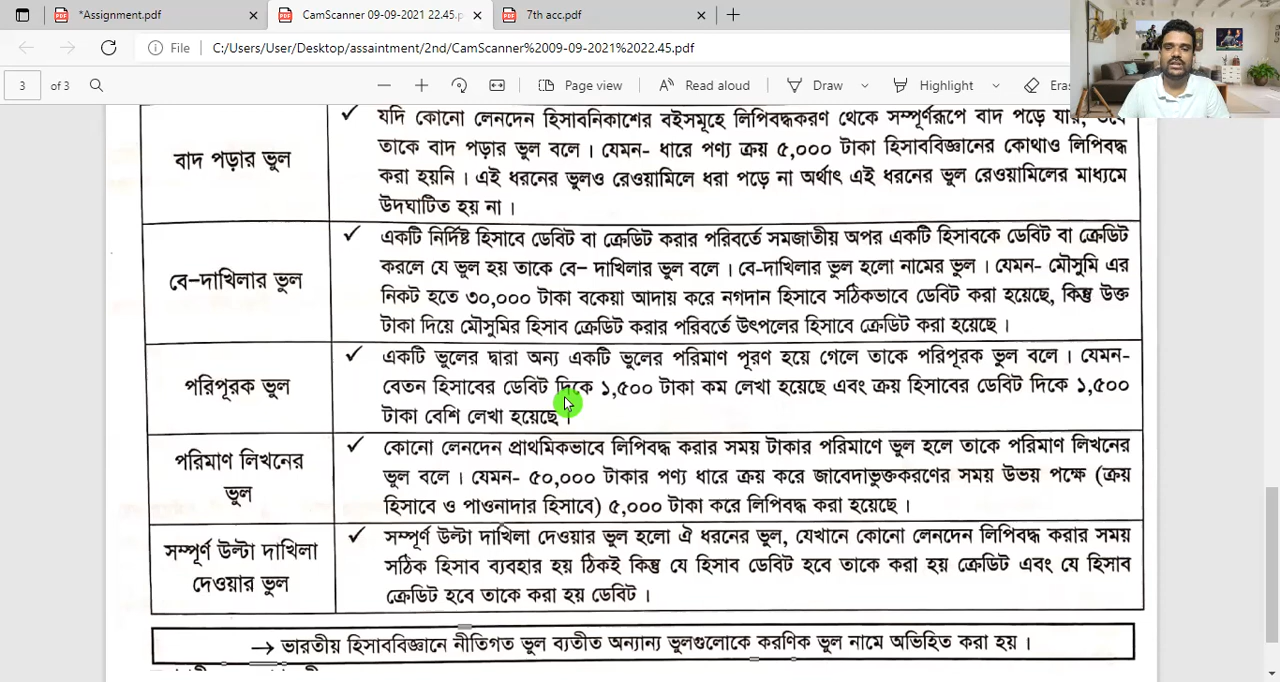 *Assignment.pdf
CamScanner 09-09-2021 22.45.p
7th acc.pdf
File
C:/Users/User/Desktop/assaintment/2nd/CamScanner%2009-09-2021%2022.45.pdf
3 of 3
Page view
Read aloud
Draw
Highlight
Era
যদি কোনো লেনদেন হিসাবনিকাশের বইসমূহে লিপিবদ্ধকরণ থেকে সম্পূর্ণরূপে বাদ পড়ে যায়, তবে
বাদ পড়ার ভুল
তাকে বাদ পড়ার ভুল বলে । যেমন- ধারে পণ্য ক্রয় ৫,০০০ টাকা হিসাববিজ্ঞানের কোথাও লিপিবদ্ধ
করা হয়নি । এই ধরনের ভুলও রেওয়ামিলে ধরা পড়ে না অর্থাৎ এই ধরনের ভুল রেওয়ামিলের মাধ্যমে
উদঘাটিত হয় না ।
একটি নির্দিষ্ট হিসাবে ডেবিট বা ক্রেডিট করার পরিবর্তে সমজাতীয় অপর একটি হিসাবকে ডেবিট বা ক্রেডিট
বে-দাখিলার ভুল
করলে যে ভুল হয় তাকে বে– দাখিলার ভুল বলে । বে-দাখিলার ভুল হলো নামের ভুল । যেমন- মৌসুমি এর
নিকট হতে ৩০,০০০ টাকা বকেয়া আদায় করে নগদান হিসাবে সঠিকভাবে ডেবিট করা হয়েছে, কিন্তু উক্ত
টাকা দিয়ে মৌসুমির হিসাব ক্রেডিট করার পরিবর্তে উৎপলের হিসাবে ক্রেডিট করা হয়েছে ।
একটি ভুলের দ্বারা অন্য একটি ভুলের পরিমাণ পূরণ হয়ে গেলে তাকে পরিপূরক ভুল বলে । যেমন-
পরিপূরক ভুল
বেতন হিসাবের ডেবিট দিকে ১,৫০০ টাকা কম লেখা হয়েছে এবং ক্রয় হিসাবের ডেবিট দিকে ১,৫০০
টাকা বেশি লেখা হয়েছে ।
কোনো লেনদেন প্রাথমিকভাবে লিপিবদ্ধ করার সময় টাকার পরিমাণে ভুল হলে তাকে পরিমাণ লিখনের
পরিমাণ লিখনের
ভুল
ভুল বলে । যেমন- ৫০,০০০ টাকার পণ্য ধারে ক্রয় করে জাবেদাভুক্তকরণের সময় উভয় পক্ষে (ক্রয়
হিসাবে ও পাওনাদার হিসাবে) ৫,০০০ টাকা করে লিপিবদ্ধ করা হয়েছে ।
সম্পূর্ণ উল্টা দাখিলা দেওয়ার ভুল হলো ঐ ধরনের ভুল, যেখানে কোনো লেনদেন লিপিবদ্ধ করার সময়
সম্পূর্ণ উল্টা দাখিলা
দেওয়ার ভুল
সঠিক হিসাব ব্যবহার হয় ঠিকই কিন্তু যে হিসাব ডেবিট হবে তাকে করা হয় ক্রেডিট এবং যে হিসাব
ক্রেডিট হবে তাকে করা হয় ডেবিট ।
→ ভারতীয় হিসাববিজ্ঞানে নীতিগত ভুল ব্যতীত অন্যান্য ভুলগুলোকে করণিক ভুল নামে অভিহিত করা হয় ।